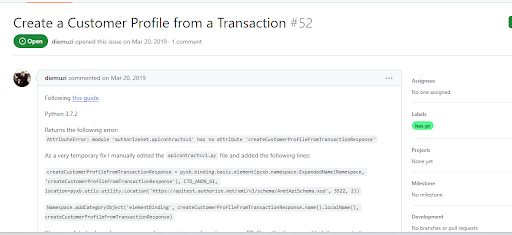 Create a Customer Profile from a Transaction #52
Open diemuzi opened this issue on Mar 20, 2019 · 1 comment
diemuzi commented on Mar 20, 2019 ...
Following this guide
Python 3.7.2
Returns the following error:
AttributeError: module 'authorizenet.apicontractsv1' has no attribute 'createCustomerProfileFromTransactionResponse'
As a very temporary fix I manually edited the apicontractsv1.py file and added the following lines:
createCustomerProfileFromTransactionResponse = pyxb.binding.basis.element(pyxb.namespace.ExpandedName(Namespace,
'createCustomerProfileFromTransactionResponse'), CTD_ANON_61,
location=pyxb.utils.utility.Location('https://apitest.authorize.net/xml/v1/schema/AnetApiSchema.xsd', 3522, 2))
Namespace.addCategoryObject('elementBinding', createCustomerProfileFromTransactionResponse.name().localName(),
createCustomerProfileFromTransactionResponse)
Assignees
No one assigned
Labels
has-pr
Projects
None yet
Milestone
No milestone
Development
No branches or pull requests